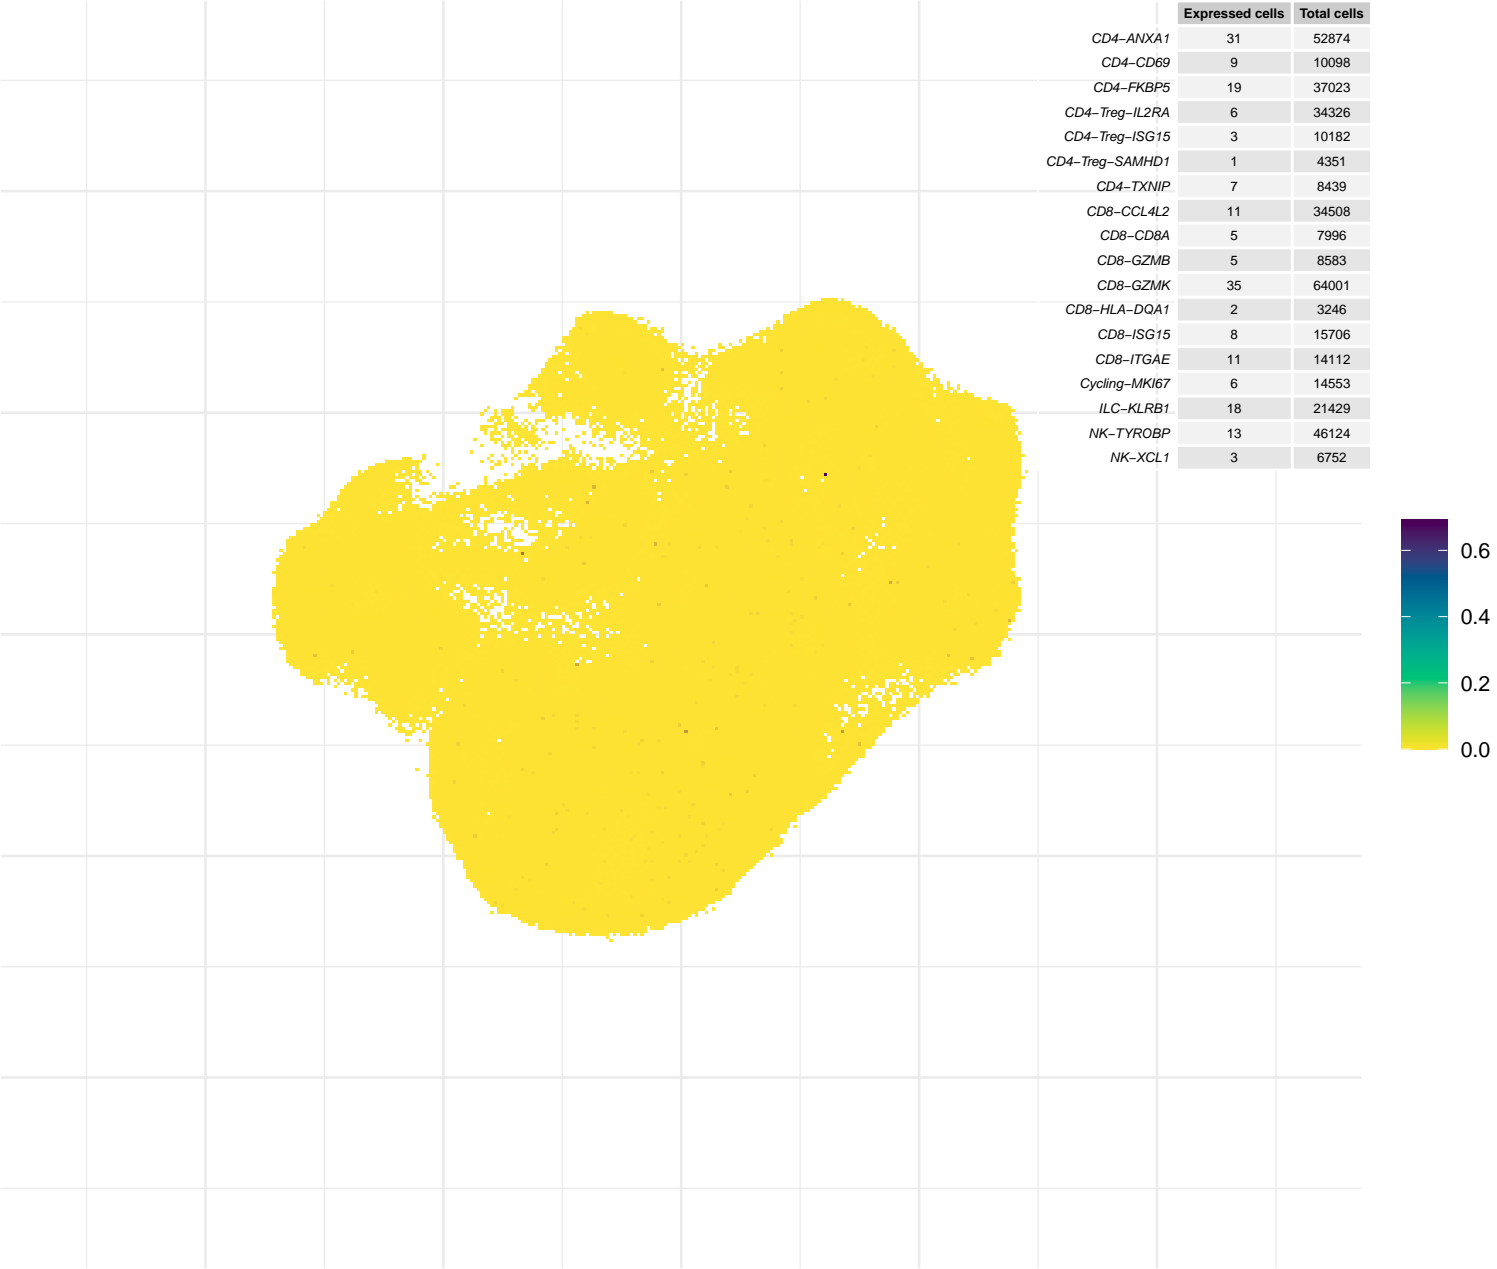 Expressed cells Total cells
CD4−ANXA1 31 52874
CD4−CD69 9 10098
CD4−FKBP5 19 37023
CD4−Treg−IL2RA 6 34326
CD4−Treg−ISG15 3 10182
CD4−Treg−SAMHD1 1 4351
CD4−TXNIP 7 8439
CD8−CCL4L2 11 34508
CD8−CD8A 5 7996
CD8−GZMB 5 8583
CD8−GZMK 35 64001
CD8−HLA−DQA1 2 3246
CD8−ISG15 8 15706
CD8−ITGAE 11 14112
Cycling−MKI67 6 14553
ILC−KLRB1 18 21429
NK−TYROBP 13 46124
NK−XCL1 3 6752
0.6
0.4
0.2
0.0